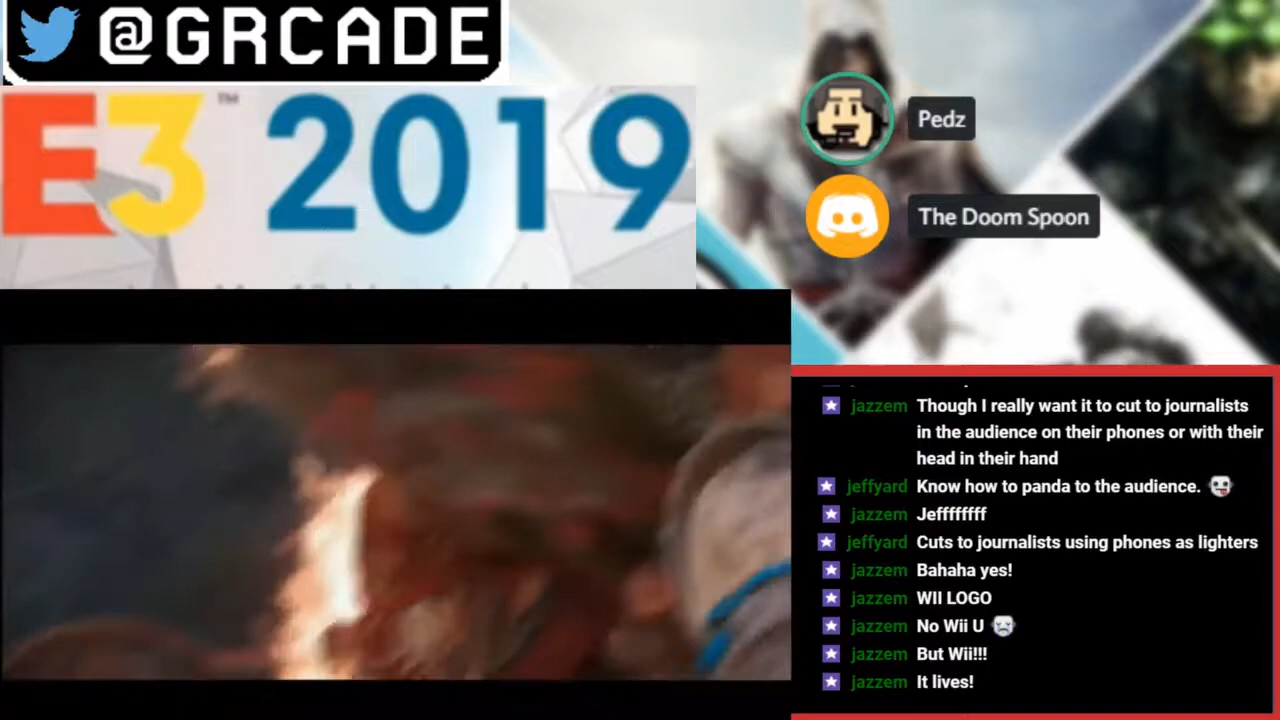 @GRCADE
E3™ 2019
Pedz
The Doom Spoon
jazzem Though I really want it to cut to journalists
in the audience on their phones or with their
head in their hand
jeffyard Know how to panda to the audience.
jazzem Jeffffffff
jeffyard Cuts to journalists using phones as lighters
jazzem Bahaha yes!
jazzem WII LOGO
jazzem No Wii U
jazzem But Wii!!!
jazzem It lives!